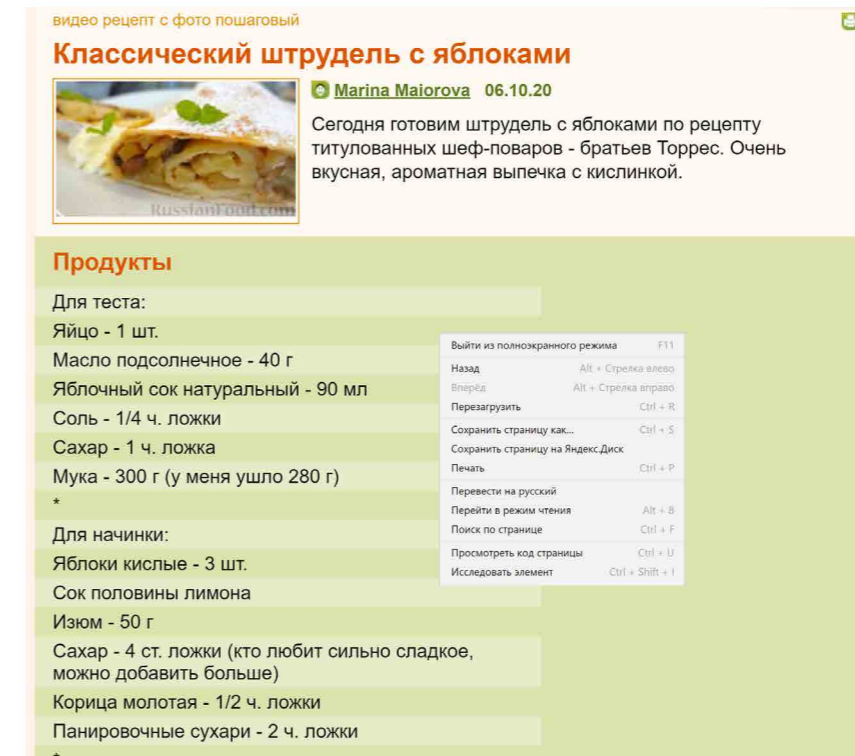 видео рецепт с фото пошаговый
Классический штрудель с яблоками
Marina Maiorova 06.10.20
Сегодня готовим штрудель с яблоками по рецепту
титулованных шеф-поваров - братьев Торрес. Очень
вкусная, ароматная выпечка с кислинкой.
RussianFood.com
Продукты
Для теста:
Яйцо - 1 шт.
Масло подсолнечное - 40 г
Яблочный сок натуральный - 90 мл
Соль - 1/4 ч. ложки
Сахар - 1 ч. ложка
Мука - 300 г (у меня ушло 280 г)
*
Для начинки:
Яблоки кислые - 3 шт.
Сок половины лимона
Изюм - 50 г
Сахар - 4 ст. ложки (кто любит сильно сладкое,
можно добавить больше)
Корица молотая - 1/2 ч. ложки
Панировочные сухари - 2 ч. ложки
*
Выйти из полноэкранного режима F11
Назад Alt + Стрелка влево
Вперёд Alt + Стрелка вправо
Перезагрузить Ctrl + R
Сохранить страницу как... Ctrl + S
Сохранить страницу на Яндекс.Диск
Печать Ctrl + P
Перевести на русский
Перейти в режим чтения Alt + 8
Поиск по странице Ctrl + F
Просмотреть код страницы Ctrl + U
Исследовать элемент Ctrl + Shift + I